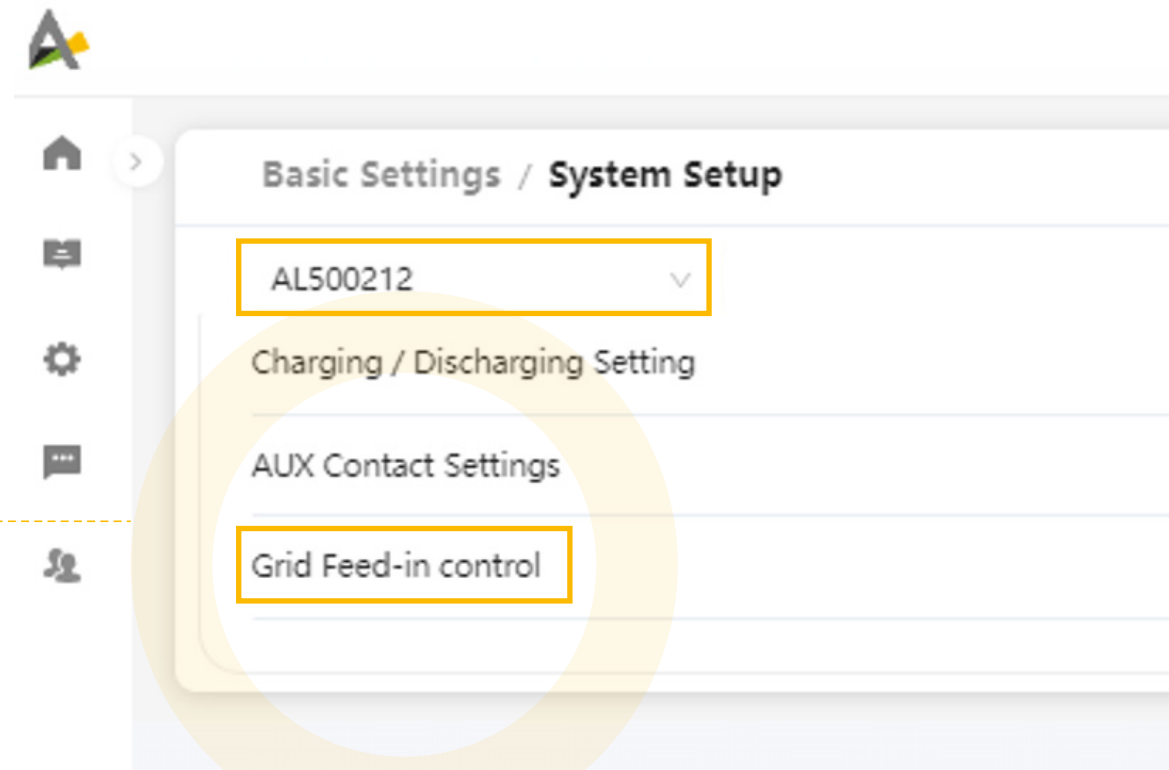 Basic Settings / System Setup
AL500212
Charging / Discharging Setting
AUX Contact Settings
Grid Feed-in control